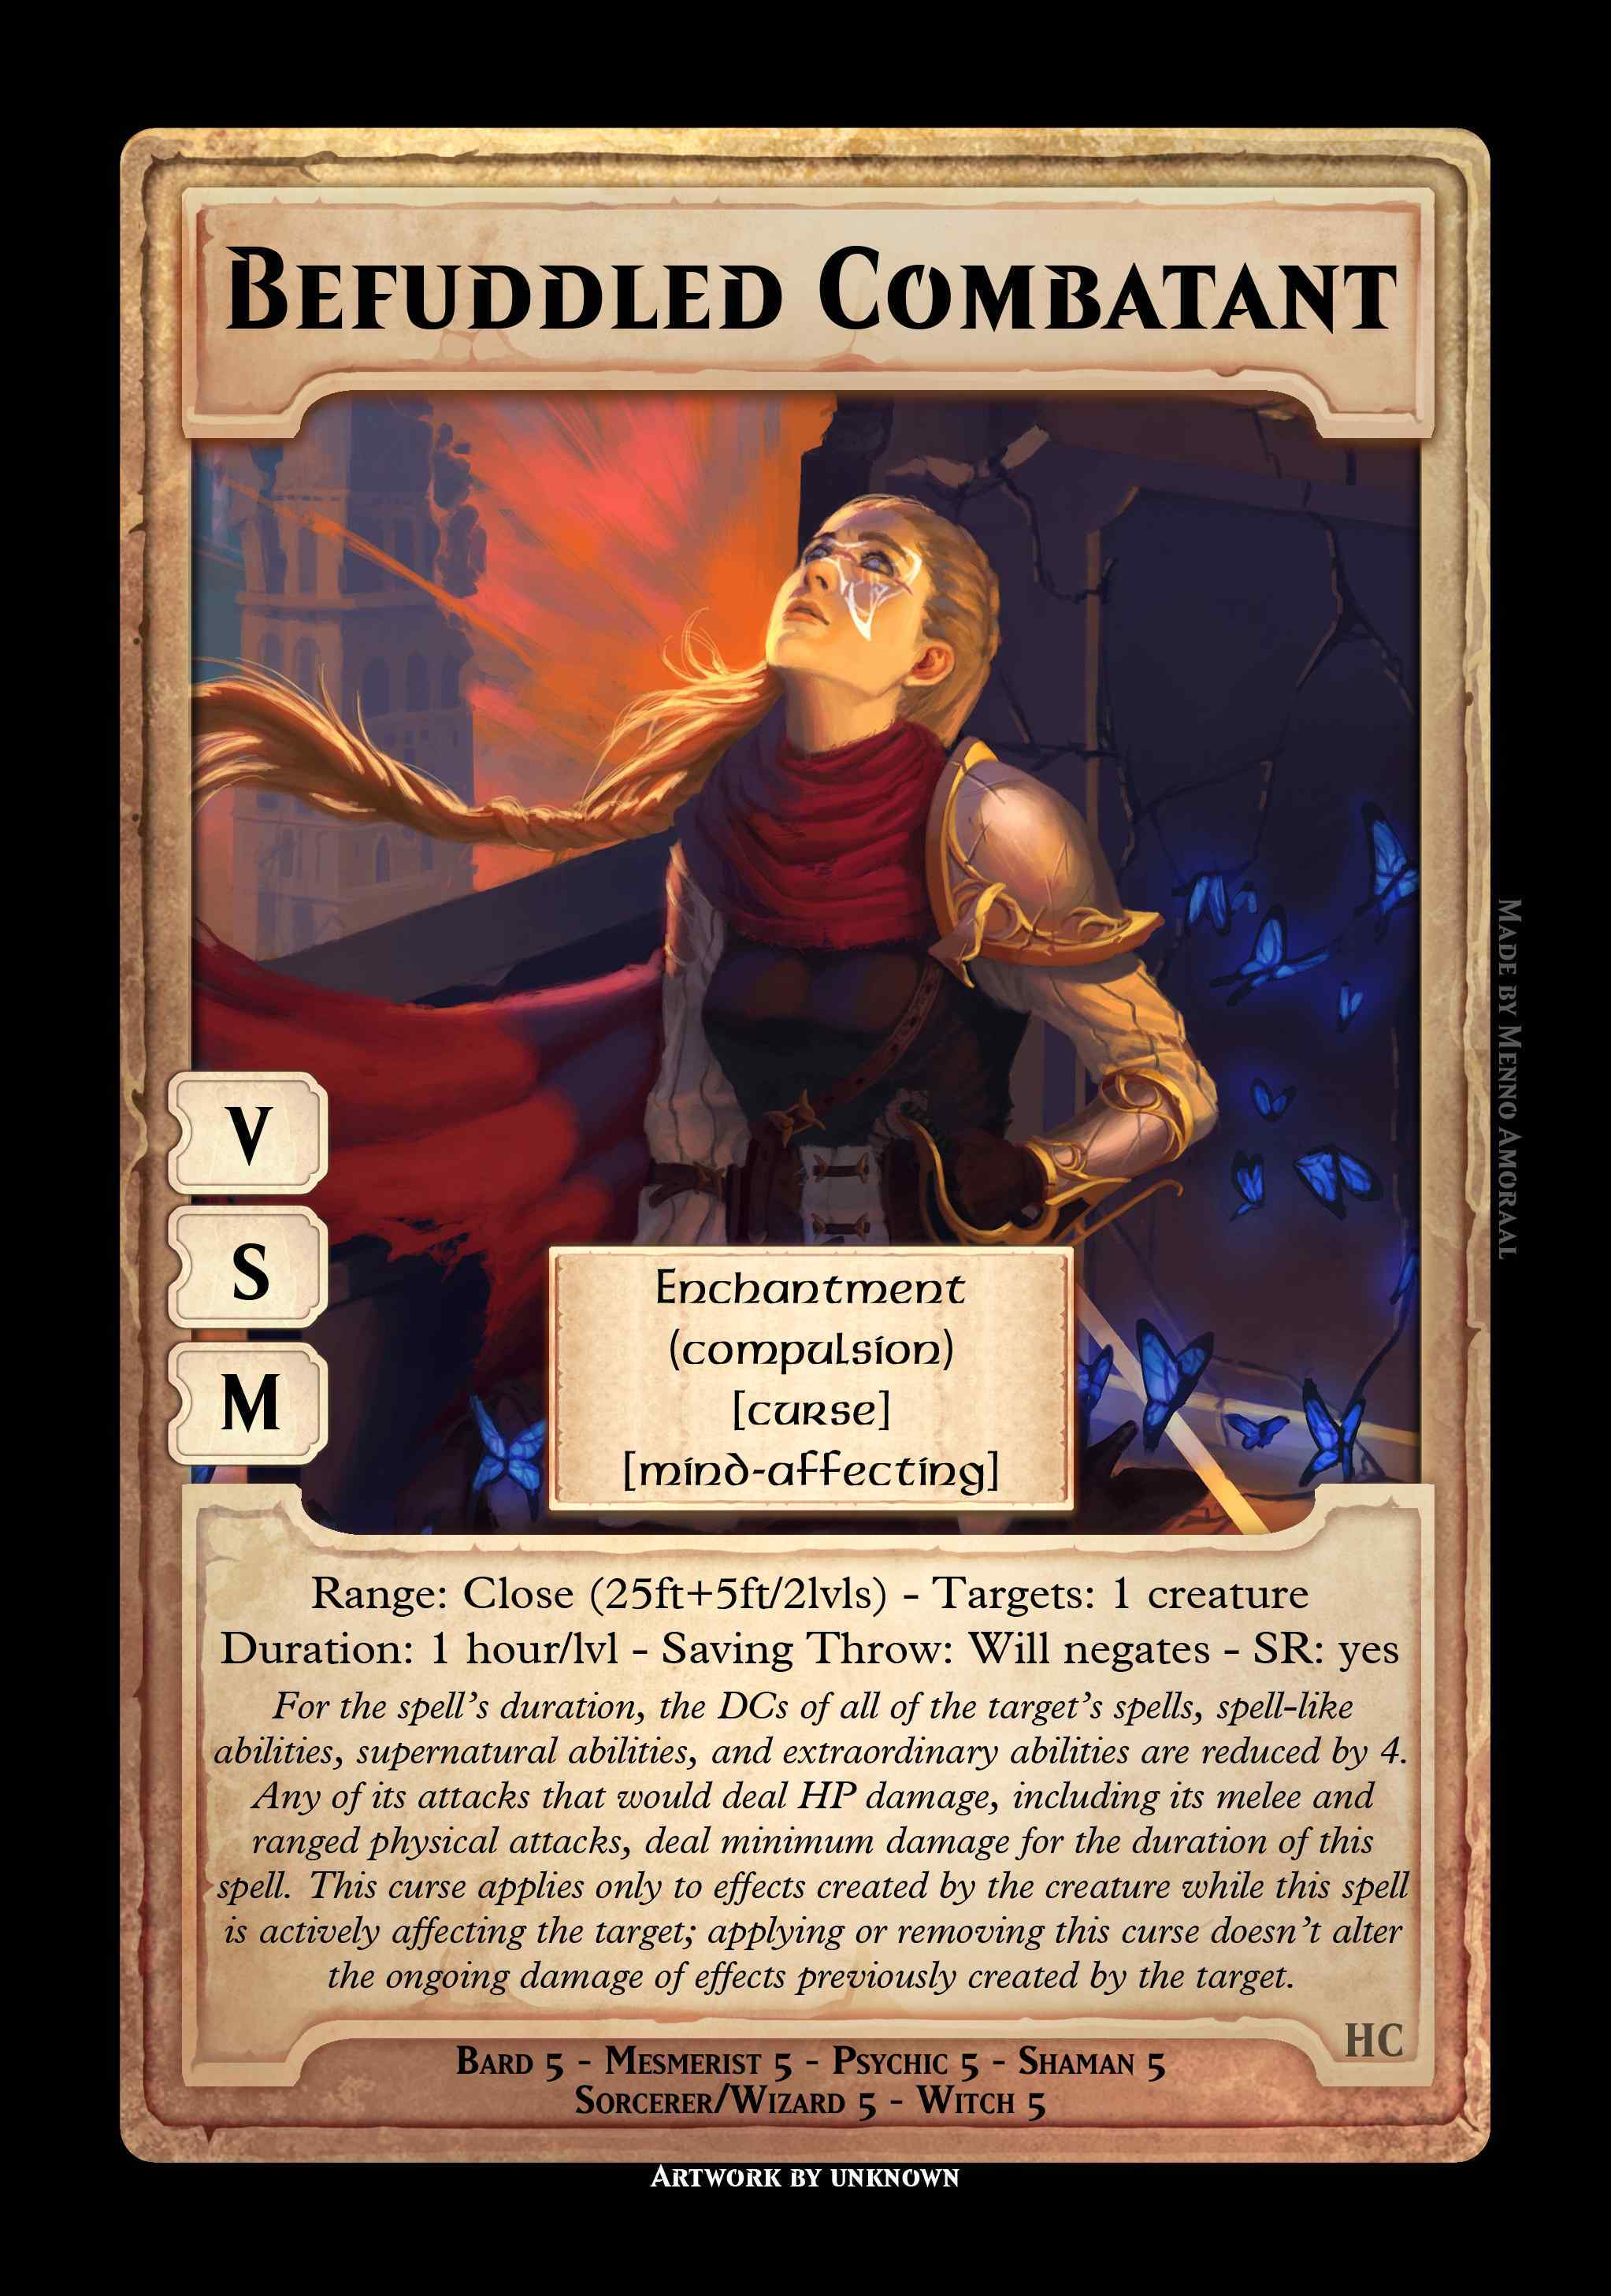 Befuddled Combatant
V
S
M
Enchantment
(compulsion)
[curse]
[mind-affecting]
Range: Close (25ft+5ft/2lvls) - Targets: 1 creature
Duration: 1 hour/lvl - Saving Throw: Will negates - SR: yes
For the spell's duration, the DCs of all of the target's spells, spell-like
abilities, supernatural abilities, and extraordinary abilities are reduced by 4.
Any of its attacks that would deal HP damage, including its melee and
ranged physical attacks, deal minimum damage for the duration of this
spell. This curse applies only to effects created by the creature while this spell
is actively affecting the target; applying or removing this curse doesn't alter
the ongoing damage of effects previously created by the target.
HC
Bard 5 - Mesmerist 5 - Psychic 5 - Shaman 5
Sorcerer/Wizard 5 - Witch 5
Artwork by unknown
Made by Menno Amoraal